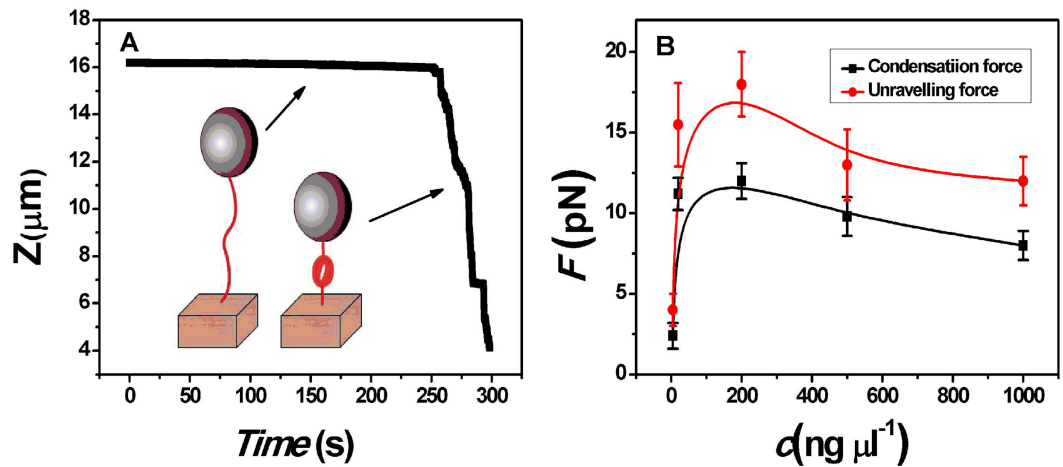 A
18
16
14
12
10
8
6
4
Z(μm)
0 50 100 150 200 250 300
Time (s)
B
Condensatiion force
Unravelling force
20
15
10
5
0
F (pN)
0 200 400 600 800 1000
c(ng μl⁻¹)